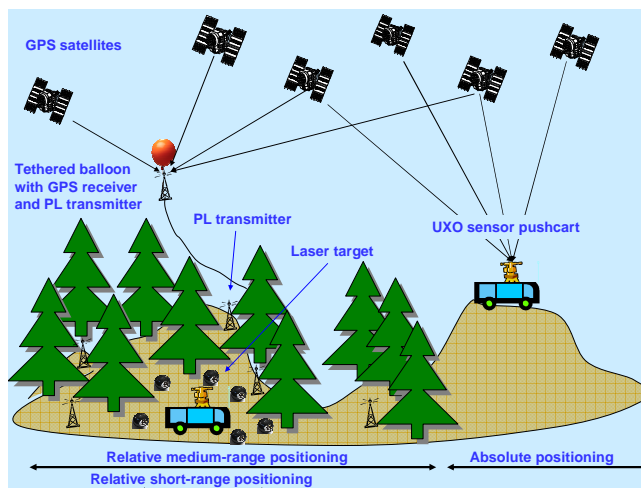 GPS satellites
Tethered balloon
with GPS receiver
and PL transmitter
PL transmitter
UXO sensor pushcart
Laser target
Relative medium-range positioning
Absolute positioning
Relative short-range positioning